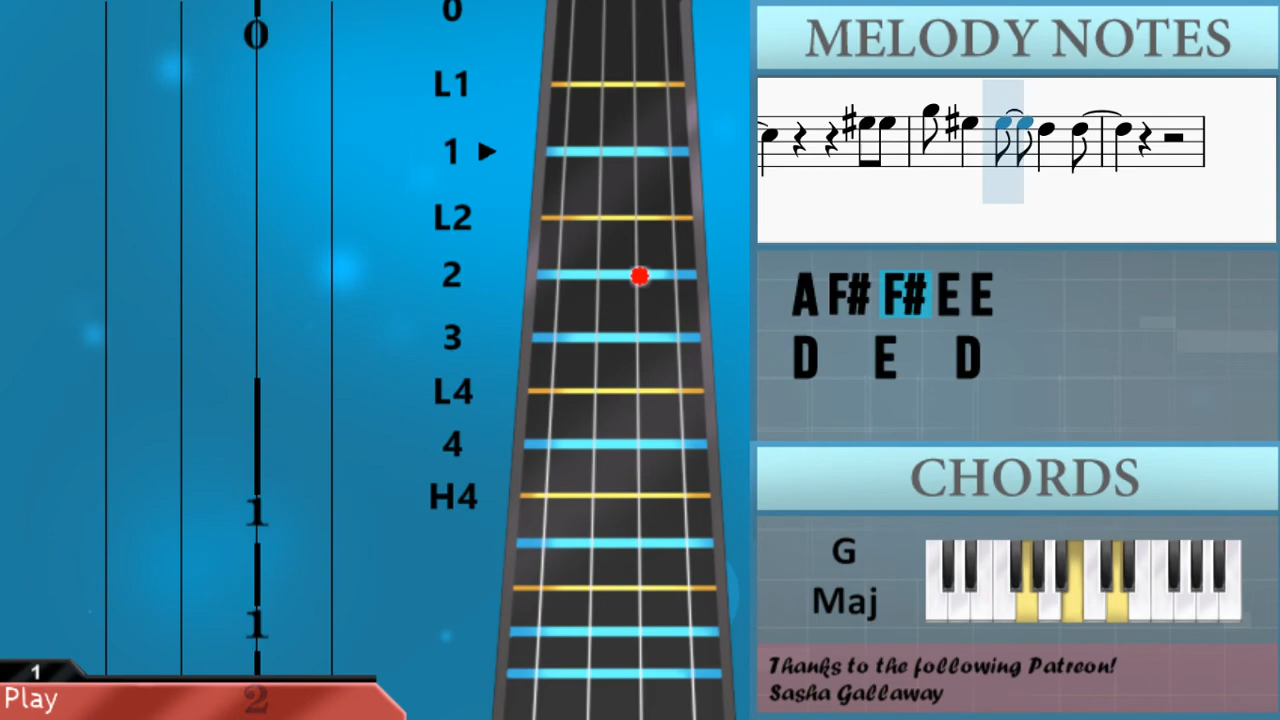 0
0
L1
1
L2
2
3
L4
4
H4
1
1
2
1
Play
MELODY NOTES
A F# F# E E
D E D
CHORDS
G
Maj
Thanks to the following Patreon!
Sasha Gallaway